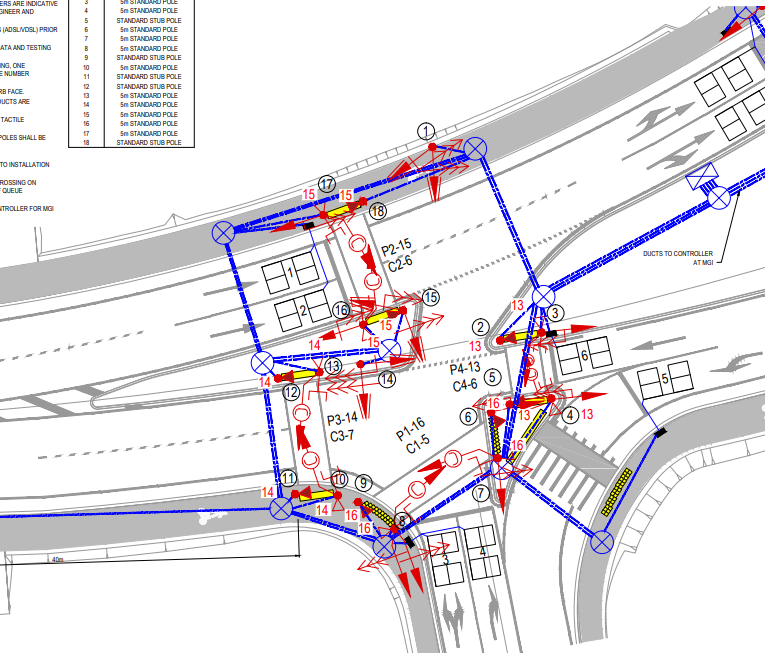 ERS ARE INDICATIVE
GINEER AND
S (ADSL/VDSL) PRIOR
DATA AND TESTING
ING, ONE
E NUMBER
RB FACE.
DUCTS ARE
TACTILE
POLES SHALL BE
TO INSTALLATION
ROSSING ON
F QUEUE
NTROLLER FOR MGI
3 5m STANDARD POLE
4 5m STANDARD POLE
5 STANDARD STUB POLE
6 5m STANDARD POLE
7 5m STANDARD POLE
8 5m STANDARD POLE
9 STANDARD STUB POLE
10 5m STANDARD POLE
11 STANDARD STUB POLE
12 STANDARD STUB POLE
13 5m STANDARD POLE
14 5m STANDARD POLE
15 5m STANDARD POLE
16 5m STANDARD POLE
17 5m STANDARD POLE
18 STANDARD STUB POLE
1
17
15
15
18
P2-15
C2-6
1
2
16
15
15
15
14
DUCTS TO CONTROLLER
AT MGI
13
3
2
13
6
13
14
12
14
P4-13
C4-6
5
5
16
13
4
13
6
P3-14
C3-7
P1-16
C1-5
16
11
10
9
14
14
16
16
8
7
3
4
40m